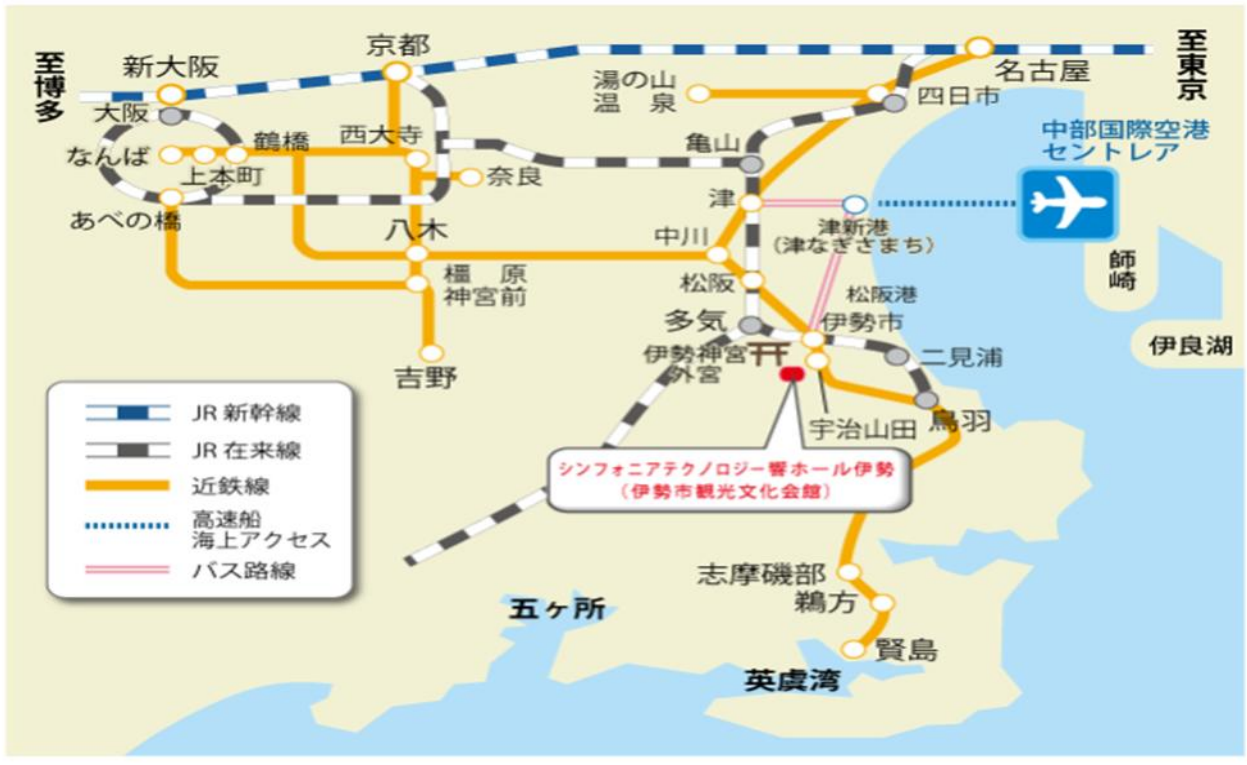 至博多
新大阪
京都
名古屋
至東京
大阪
湯の山
温　泉
四日市
亀山
鶴橋
西大寺
なんば
上本町
奈良
中部国際空港
セントレア
津
津新港
（津なぎさまち）
あべの橋
八木
中川
橿　原
神宮前
松阪
松阪港
師崎
多気
伊勢市
伊良湖
伊勢神宮
外宮
二見浦
吉野
宇治山田
鳥羽
シンフォニアテクノロジー響ホール伊勢
（伊勢市観光文化会館）
JR 新幹線
JR 在来線
近鉄線
高速船
海上アクセス
バス路線
志摩磯部
鵜方
五ヶ所
賢島
英虞湾